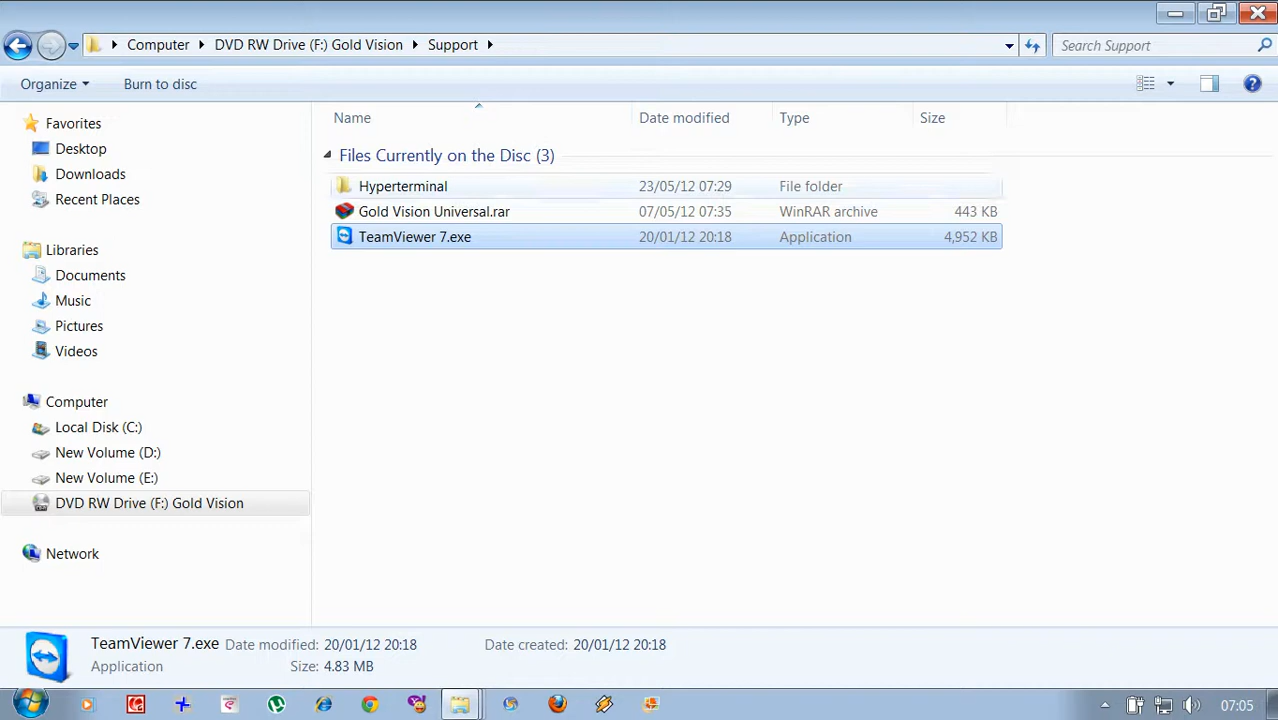 Computer DVD RW Drive (F:) Gold Vision Support Search Support
Organize Burn to disc
Favorites
Desktop
Downloads
Recent Places
Libraries
Documents
Music
Pictures
Videos
Computer
Local Disk (C:)
New Volume (D:)
New Volume (E:)
DVD RW Drive (F:) Gold Vision
Network
Name Date modified Type Size
Files Currently on the Disc (3)
Hyperterminal 23/05/12 07:29 File folder
Gold Vision Universal.rar 07/05/12 07:35 WinRAR archive 443 KB
TeamViewer 7.exe 20/01/12 20:18 Application 4,952 KB
TeamViewer 7.exe Date modified: 20/01/12 20:18 Date created: 20/01/12 20:18
Application Size: 4.83 MB
07:05